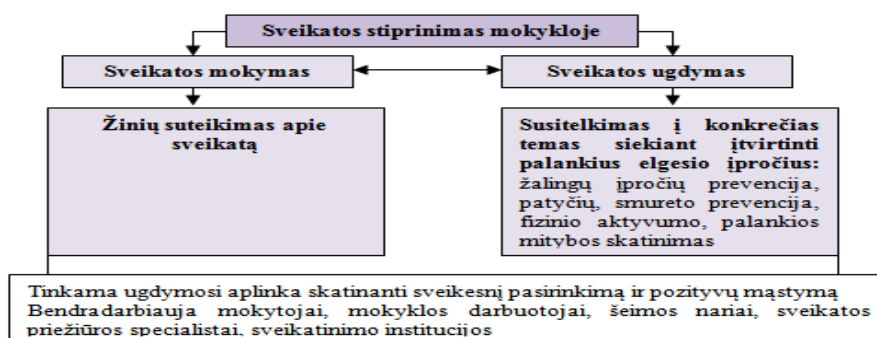 Sveikatos stiprinimas mokykloje
Sveikatos mokymas
Sveikatos ugdymas
Žinių suteikimas apie
sveikatą
Susitelkimas į konkrečias
temas siekiant įtvirtinti
palankius elgesio įpročius:
žalingų įpročių prevencija,
patyčių, smureto prevencija,
fizinio aktyvumo, palankios
mitybos skatinimas
Tinkama ugdymosi aplinka skatinanti sveikesnį pasirinkimą ir pozityvų mąstymą
Bendradarbiauja mokytojai, mokyklos darbuotojai, šeimos nariai, sveikatos
priežiūros specialistai, sveikatinimo institucijos